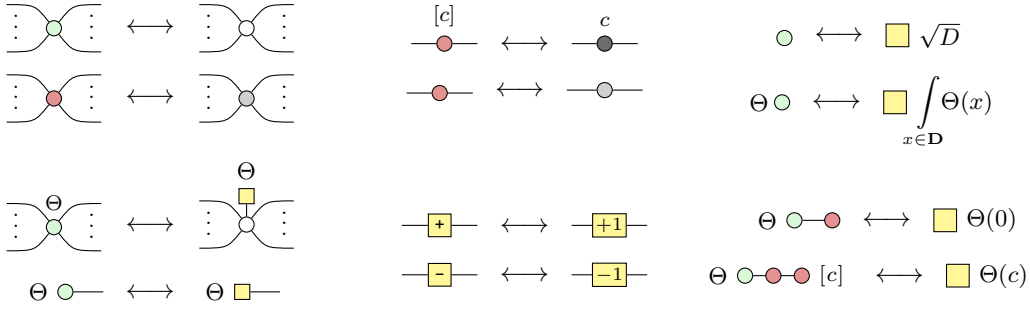 [c] ⟷ c
⟷ √D
Θ ⟷ ∫ Θ(x)
x∈D
Θ ⟷ Θ
+ ⟷ +1
− ⟷ −1
Θ ⟷ Θ
Θ ⟷ Θ(0)
Θ [c] ⟷ Θ(c)